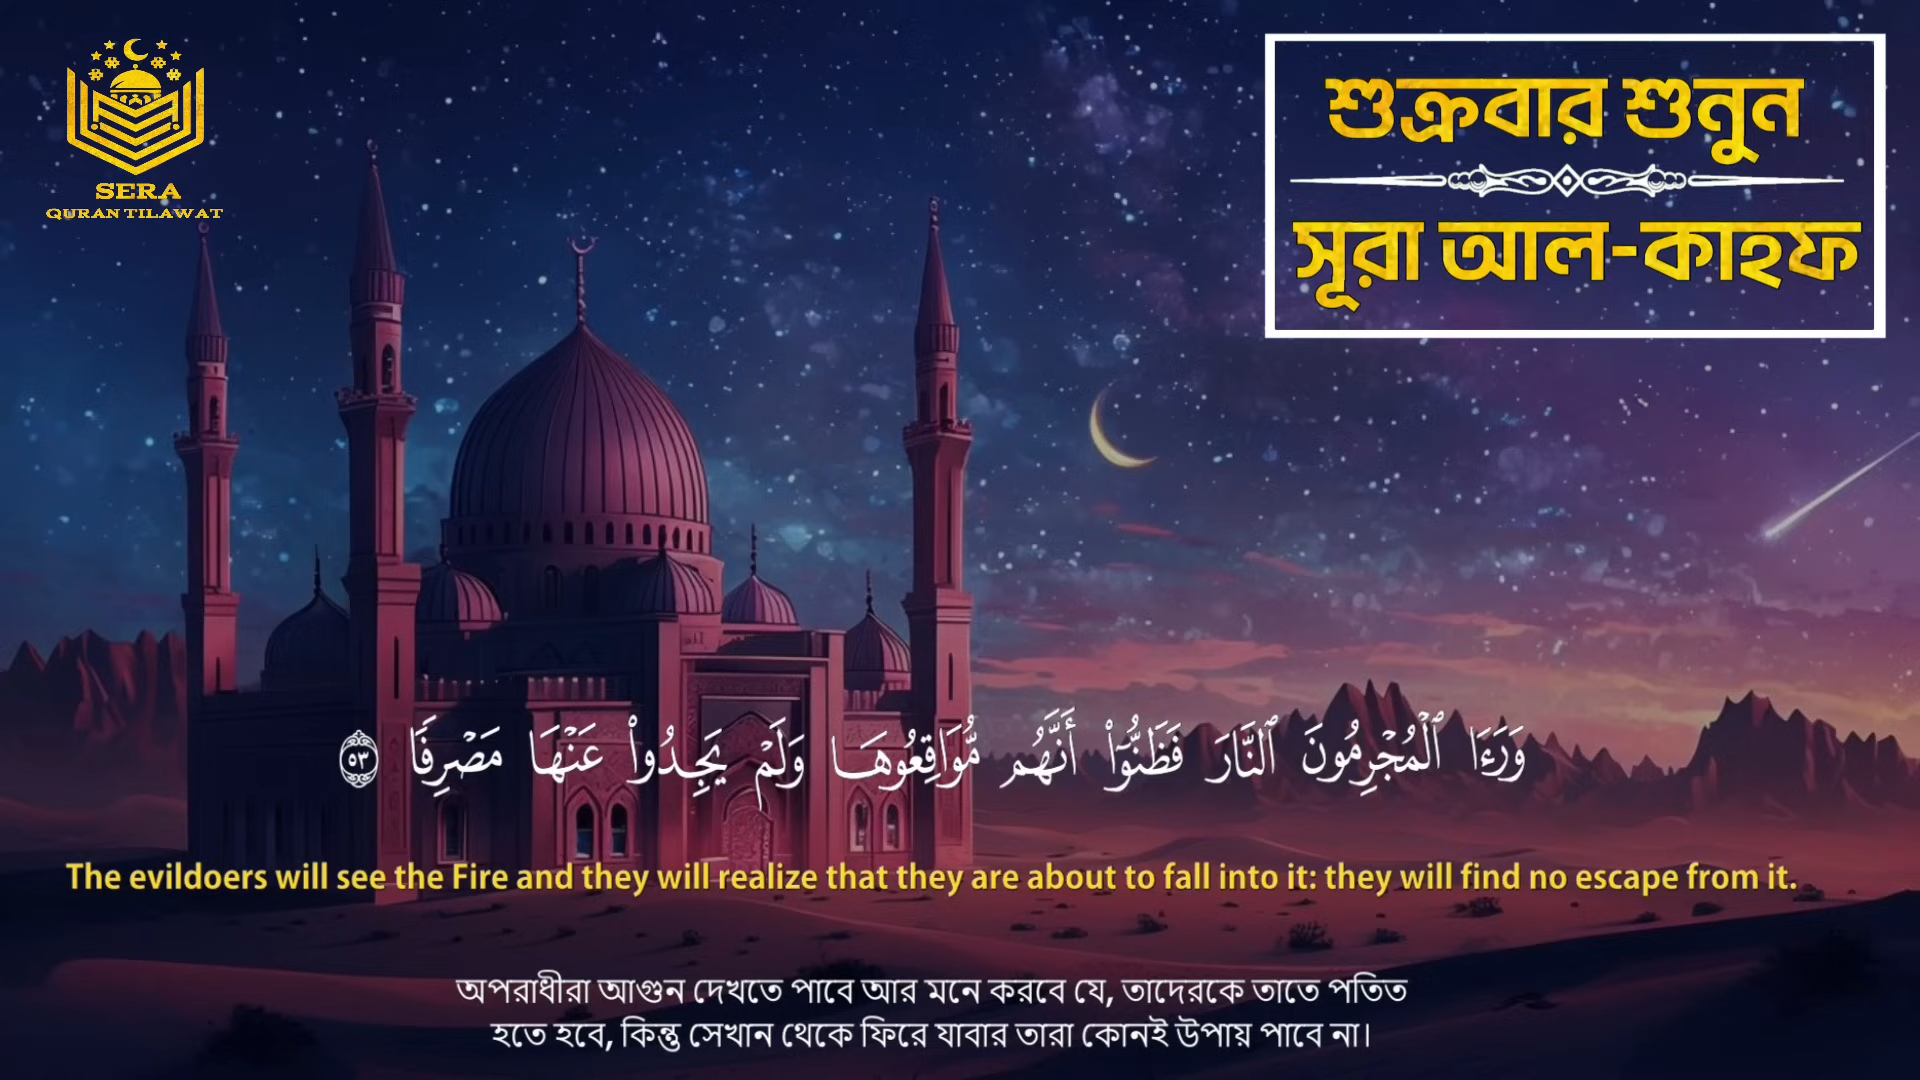 SERA
QURAN TILAWAT
শুক্রবার শুনুন
সূরা আল-কাহফ
وَرَءَا ٱلْمُجْرِمُونَ ٱلنَّارَ فَظَنُّوٓا۟ أَنَّهُم مُّوَاقِعُوهَا وَلَمْ يَجِدُوا۟ عَنْهَا مَصْرِفًا ٥٣
The evildoers will see the Fire and they will realize that they are about to fall into it: they will find no escape from it.
অপরাধীরা আগুন দেখতে পাবে আর মনে করবে যে, তাদেরকে তাতে পতিত
হতে হবে, কিন্তু সেখান থেকে ফিরে যাবার তারা কোনই উপায় পাবে না।